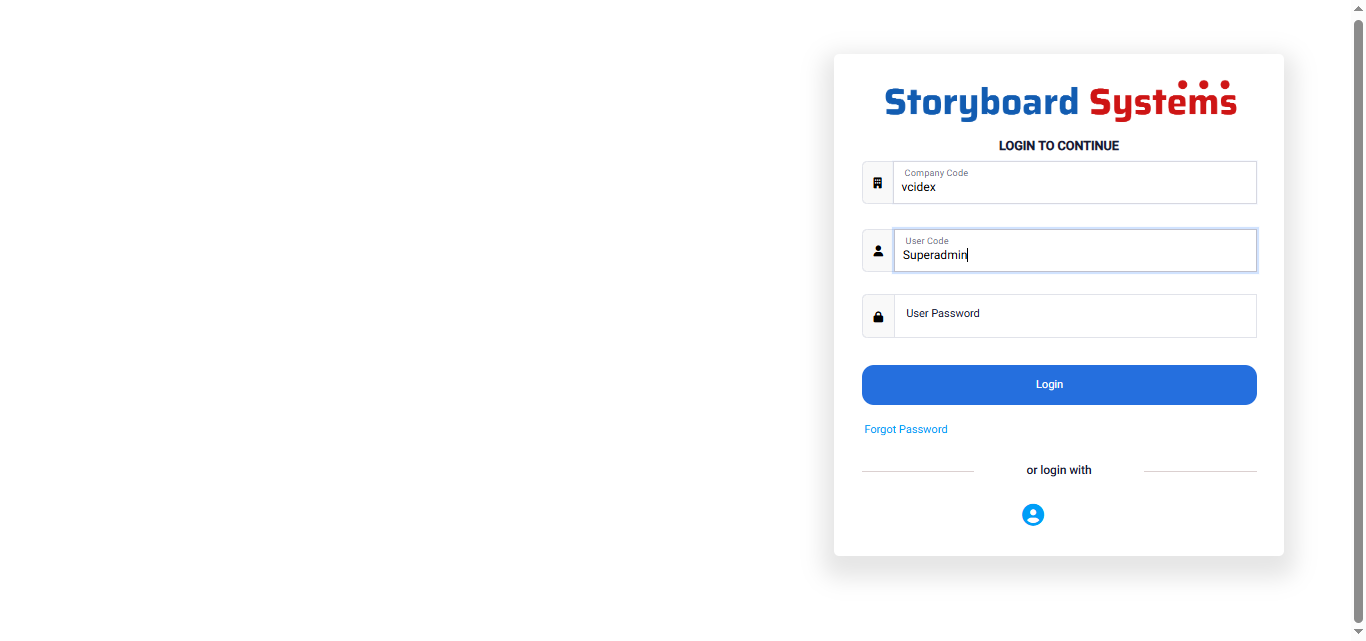 Storyboard Systems
LOGIN TO CONTINUE
Company Code
vcidex
User Code
Superadmin
User Password
Login
Forgot Password
or login with